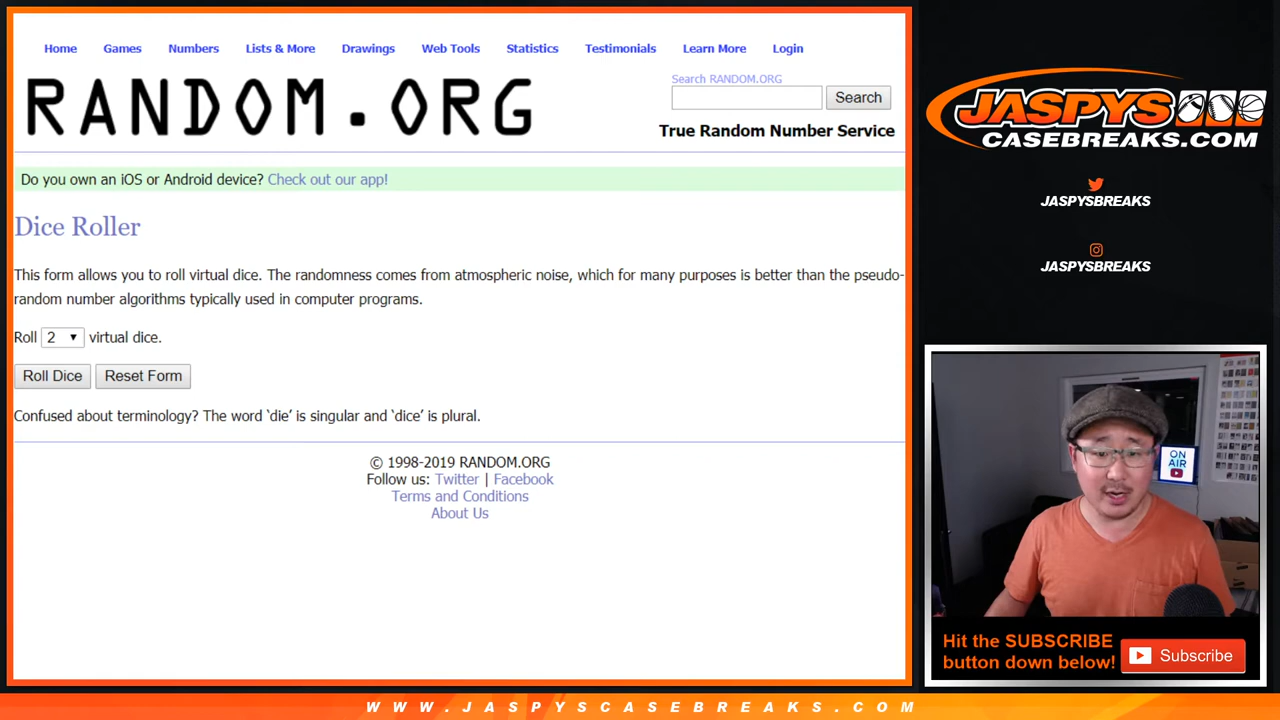 Home Games Numbers Lists & More Drawings Web Tools Statistics Testimonials Learn More Login
RANDOM.ORG
Search RANDOM.ORG
Search
True Random Number Service
Do you own an iOS or Android device? Check out our app!
Dice Roller
This form allows you to roll virtual dice. The randomness comes from atmospheric noise, which for many purposes is better than the pseudo-
random number algorithms typically used in computer programs.
Roll 2 virtual dice.
Roll Dice Reset Form
Confused about terminology? The word ‘die’ is singular and ‘dice’ is plural.
© 1998-2019 RANDOM.ORG
Follow us: Twitter | Facebook
Terms and Conditions
About Us
JASPYS
CASEBREAKS.COM
JASPYSBREAKS
JASPYSBREAKS
ON
AIR
Hit the SUBSCRIBE
button down below!
Subscribe
WWW.JASPYSCASEBREAKS.COM